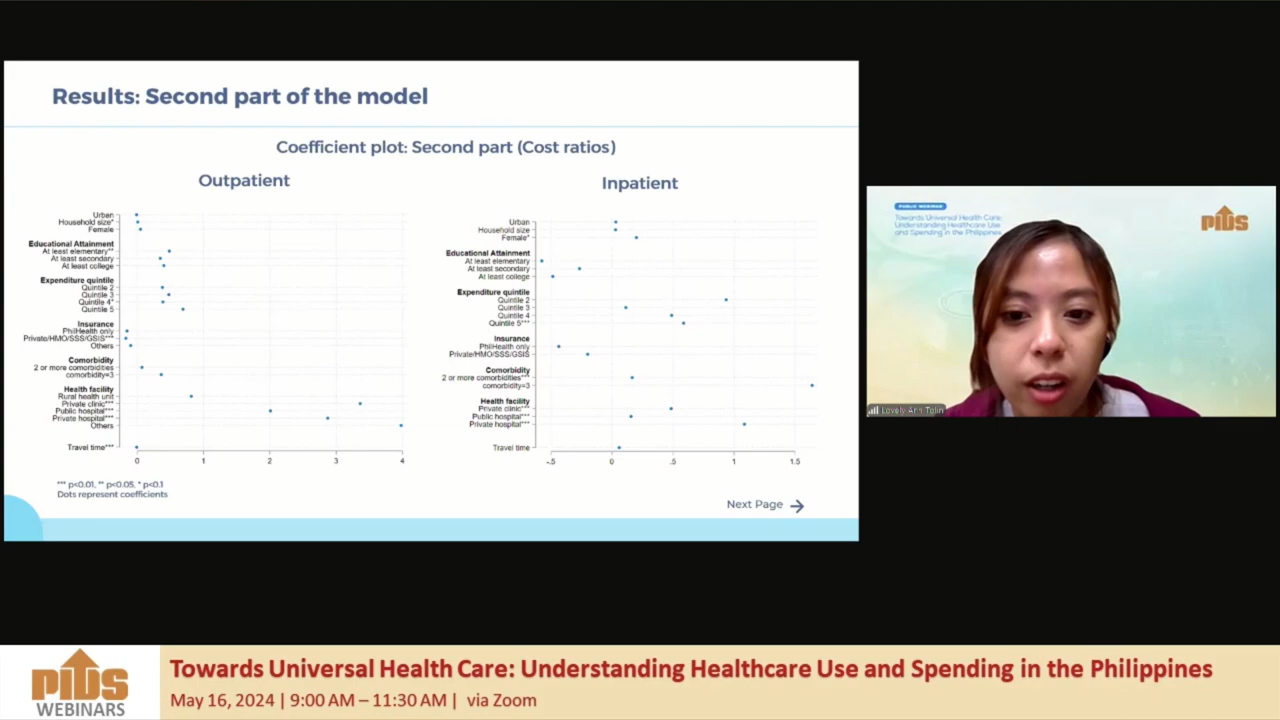 Results: Second part of the model
Coefficient plot: Second part (Cost ratios)
Outpatient
Urban
Household size*
Female
Educational Attainment
At least elementary**
At least secondary
At least college
Expenditure quintile
Quintile 2
Quintile 3
Quintile 4*
Quintile 5
Insurance
PhilHealth only
Private/HMO/SSS/GSIS***
Others
Comorbidity
2 or more comorbidities
comorbidity=3
Health facility
Rural health unit
Private clinic***
Public hospital***
Private hospital***
Others
Travel time***
0 1 2 3 4
*** p<0.01, ** p<0.05, * p<0.1
Dots represent coefficients
Inpatient
Urban
Household size
Female*
Educational Attainment
At least elementary
At least secondary
At least college
Expenditure quintile
Quintile 2
Quintile 3
Quintile 4
Quintile 5***
Insurance
PhilHealth only
Private/HMO/SSS/GSIS
Comorbidity
2 or more comorbidities***
comorbidity=3
Health facility
Private clinic***
Public hospital***
Private hospital***
Travel time
-.5 0 .5 1 1.5
Next Page
PUBLIC WEBINAR
Towards Universal Health Care:
Understanding Healthcare Use
and Spending in the Philippines
PIDS
Lovely Ann Tolin
PIDS
WEBINARS
Towards Universal Health Care: Understanding Healthcare Use and Spending in the Philippines
May 16, 2024 | 9:00 AM – 11:30 AM | via Zoom